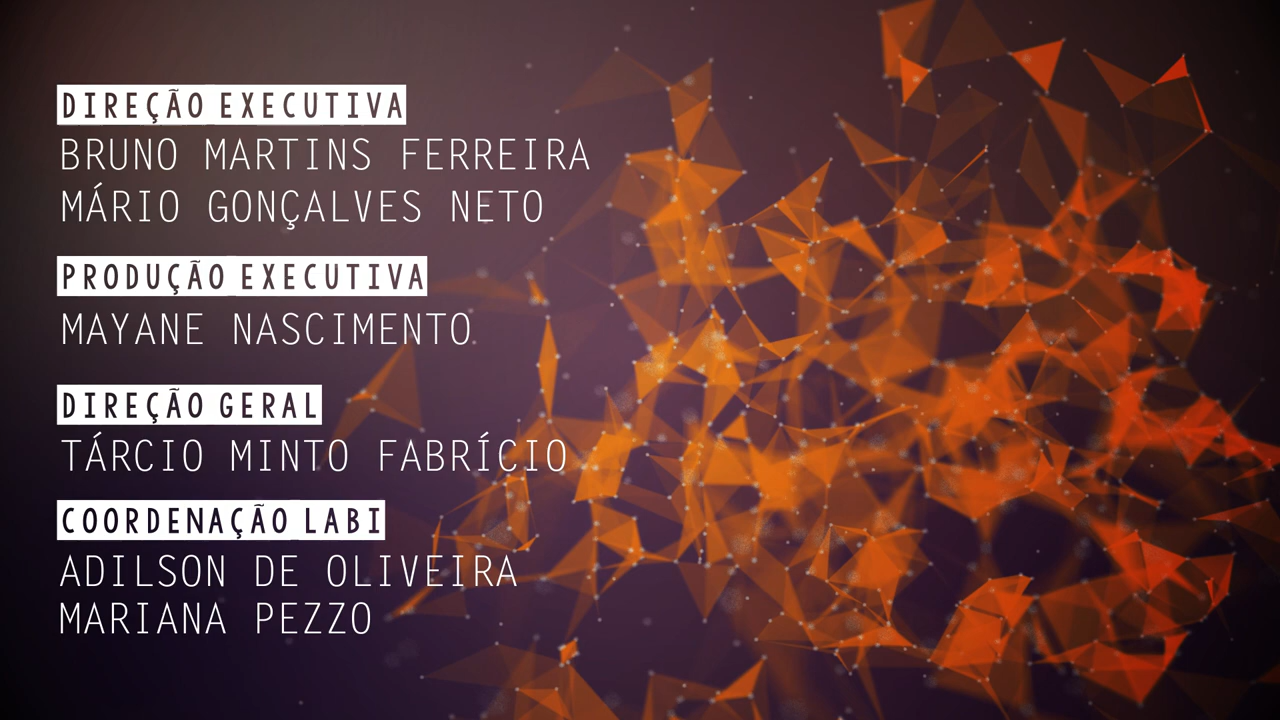 DIREÇÃO EXECUTIVA
BRUNO MARTINS FERREIRA
MÁRIO GONÇALVES NETO
PRODUÇÃO EXECUTIVA
MAYANE NASCIMENTO
DIREÇÃO GERAL
TÁRCIO MINTO FABRÍCIO
COORDENAÇÃO LABI
ADILSON DE OLIVEIRA
MARIANA PEZZO